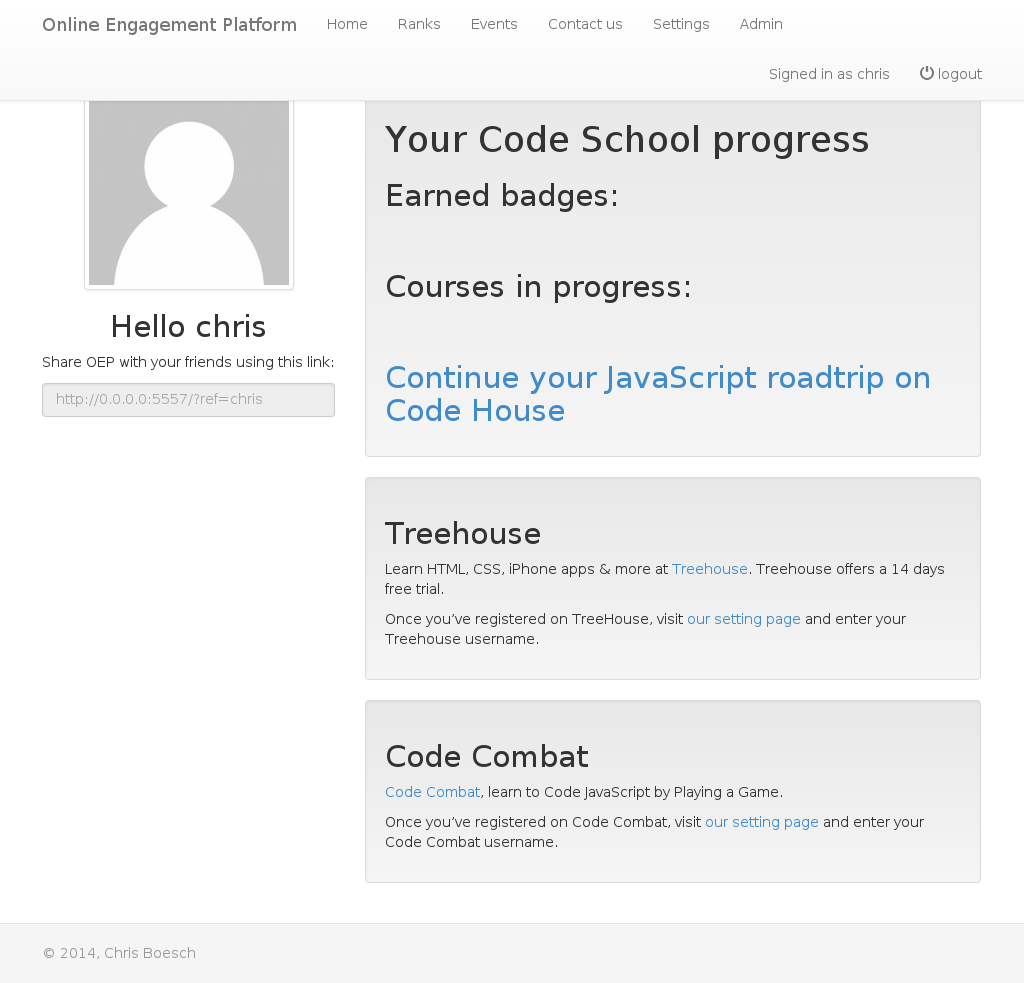 Online Engagement Platform Home Ranks Events Contact us Settings Admin
Signed in as chris logout
Hello chris
Share OEP with your friends using this link:
http://0.0.0.0:5557/?ref=chris
Your Code School progress
Earned badges:
Courses in progress:
Continue your JavaScript roadtrip on
Code House
Treehouse
Learn HTML, CSS, iPhone apps & more at Treehouse. Treehouse offers a 14 days
free trial.
Once you’ve registered on TreeHouse, visit our setting page and enter your
Treehouse username.
Code Combat
Code Combat, learn to Code JavaScript by Playing a Game.
Once you’ve registered on Code Combat, visit our setting page and enter your
Code Combat username.
© 2014, Chris Boesch